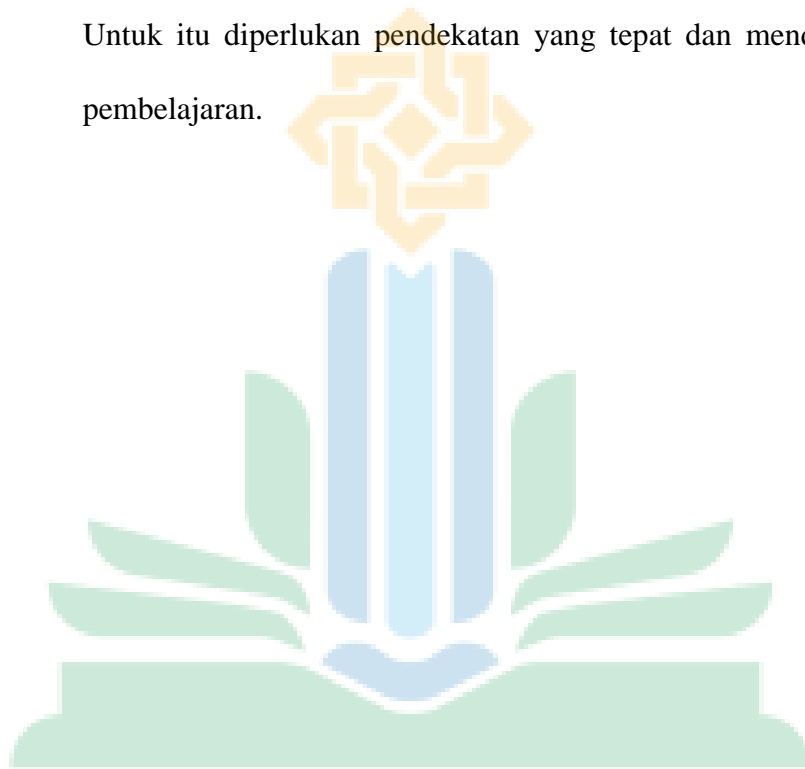 Untuk itu diperlukan pendekatan yang tepat dan
pembelajaran.